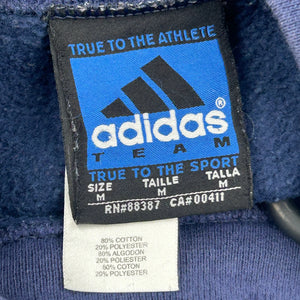 TRUE TO THE ATHLETE
adidas®
TEAM
TRUE TO THE SPORT
SIZE TAILLE TALLA
M M M
RN#88387 CA#00411
80% COTTON
20% POLYESTER
80% ALGODON
20% POLIESTER
80% COTON
20% POLYESTER